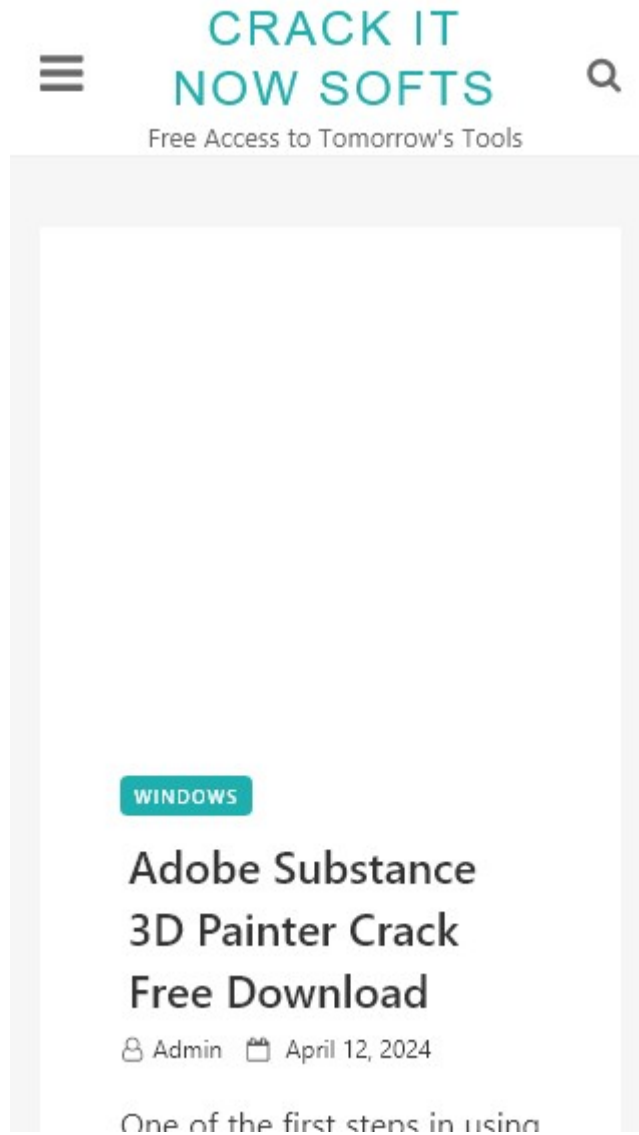 CRACK IT
NOW SOFTS
Free Access to Tomorrow's Tools
WINDOWS
Adobe Substance
3D Painter Crack
Free Download
Admin April 12, 2024
One of the first steps in using